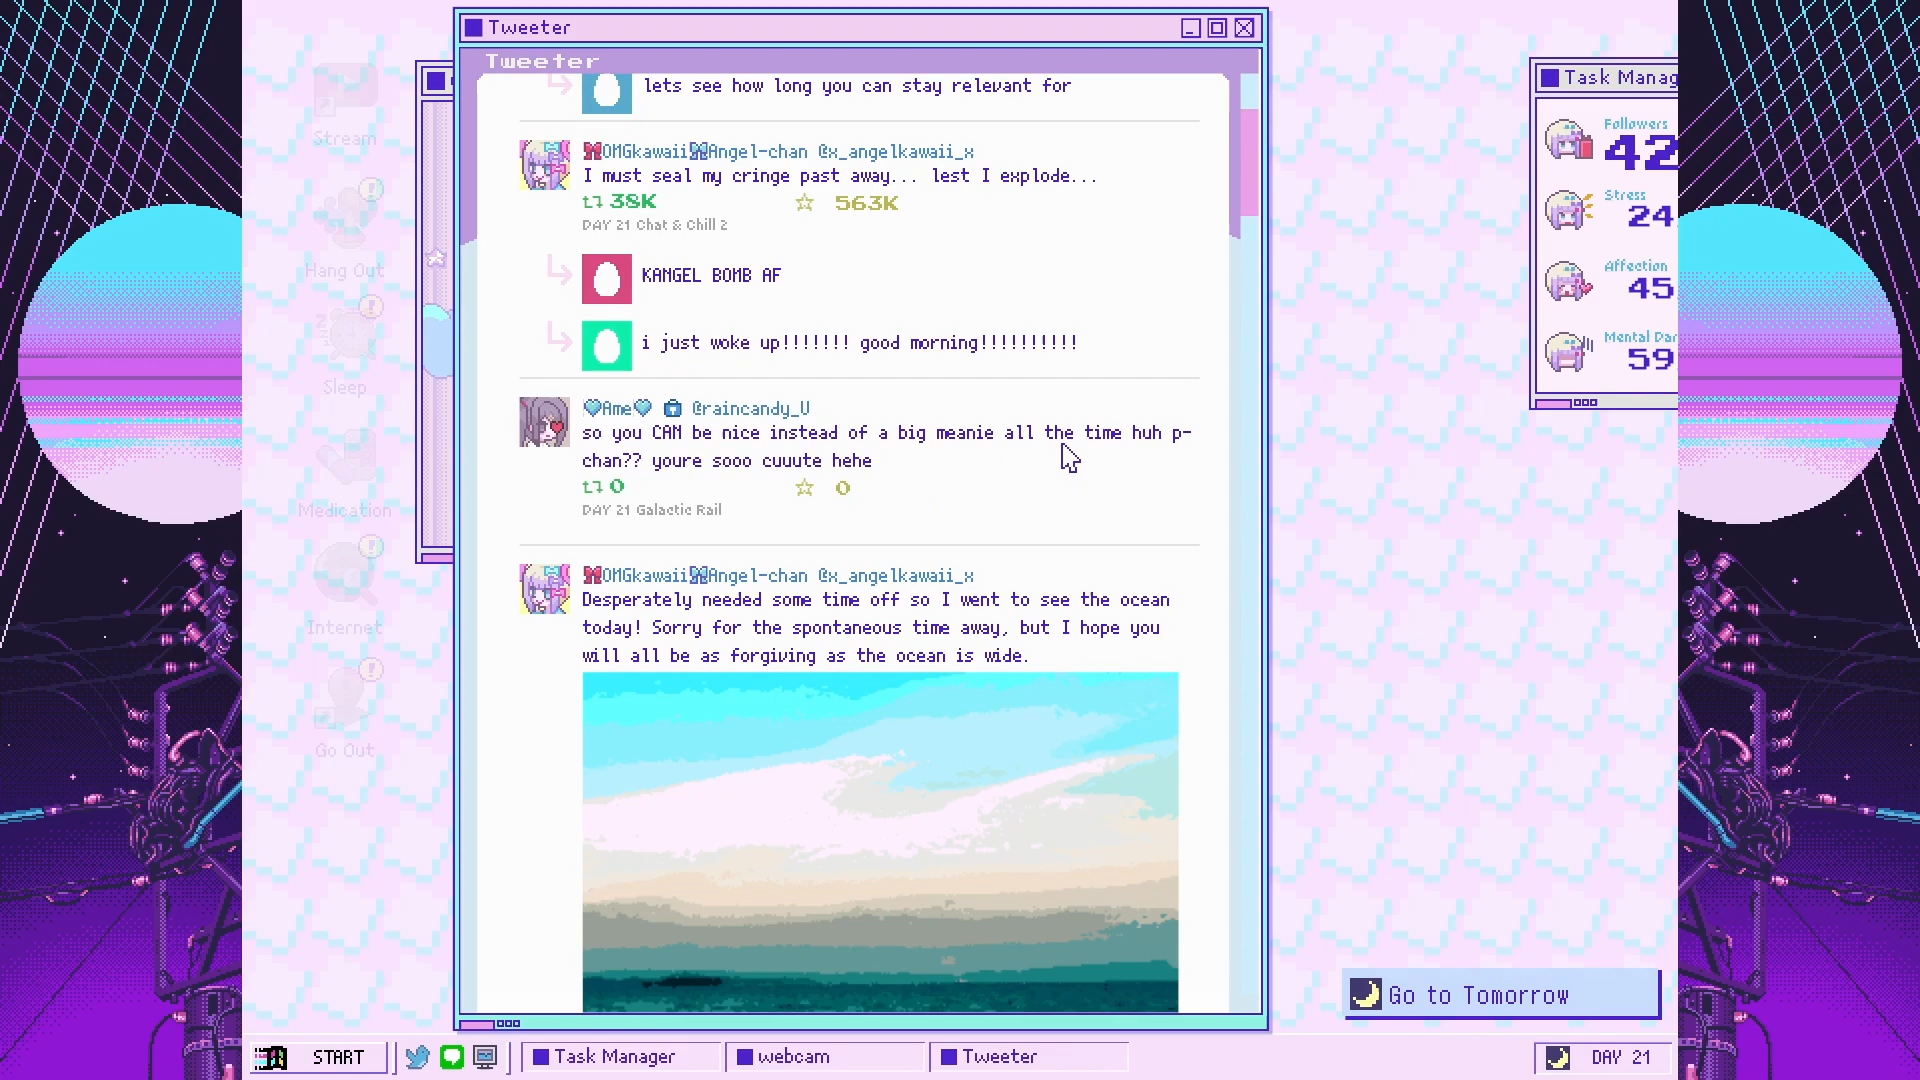 Tweeter
Tweeter
lets see how long you can stay relevant for
OMGkawaiiAngel-chan @x_angelkawaii_x
I must seal my cringe past away... lest I explode...
38K 563K
DAY 21 Chat & Chill 2
KANGEL BOMB AF
i just woke up!!!!!!! good morning!!!!!!!!!!
Ame @raincandy_U
so you CAN be nice instead of a big meanie all the time huh p-
chan?? youre sooo cuuute hehe
0 0
DAY 21 Galactic Rail
OMGkawaiiAngel-chan @x_angelkawaii_x
Desperately needed some time off so I went to see the ocean
today! Sorry for the spontaneous time away, but I hope you
will all be as forgiving as the ocean is wide.
Stream
Hang Out
Sleep
Medication
Internet
Go Out
Task Manag
Followers
42
Stress
24
Affection
45
Mental Dar
59
Go to Tomorrow
START
Task Manager
webcam
Tweeter
DAY 21